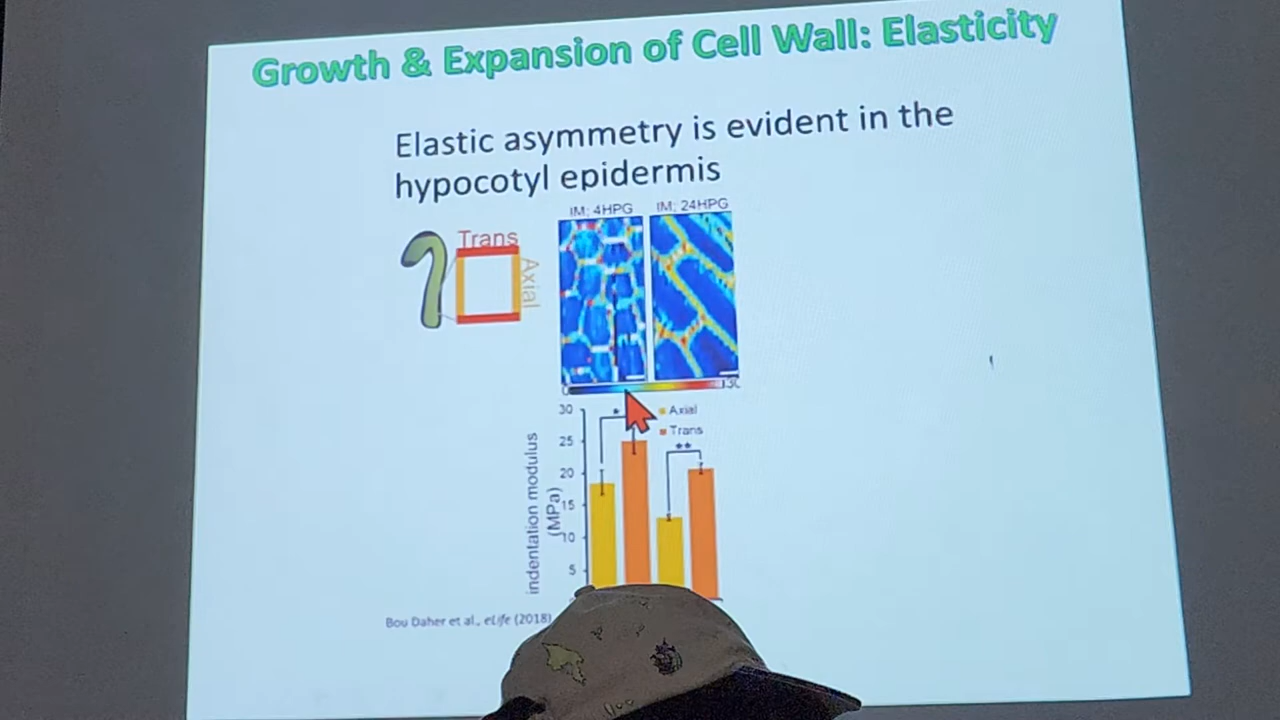 Growth & Expansion of Cell Wall: Elasticity
Elastic asymmetry is evident in the
hypocotyl epidermis
IM; 4HPG IM; 24HPG
Trans
Axial
0
30
25
20
15
10
5
indentation modulus
(MPa)
*
Axial
Trans
**
Bou Daher et al., eLife (2018)